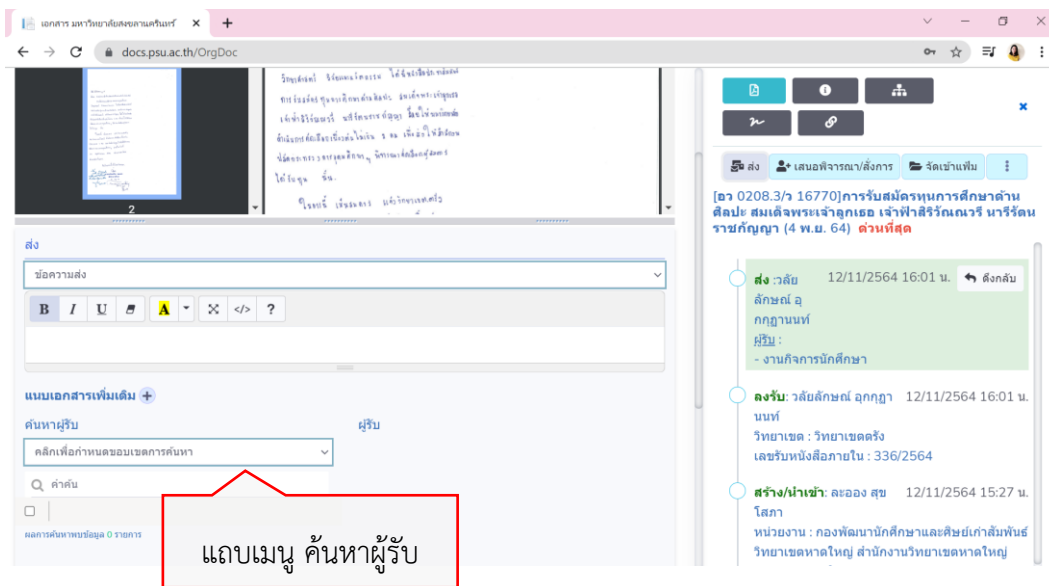 เอกสาร มหาวิทยาลัยสงขลานครินทร์
docs.psu.ac.th/OrgDoc
2
ส่ง
ข้อความส่ง
B I U A </> ?
แนบเอกสารเพิ่มเติม +
ค้นหาผู้รับ ผู้รับ
คลิกเพื่อกำหนดขอบเขตการค้นหา
คำค้น
ผลการค้นหาพบข้อมูล 0 รายการ
แถบเมนู ค้นหาผู้รับ
ส่ง เสนอพิจารณา/สั่งการ จัดเข้าแฟ้ม
[อว 0208.3/ว 16770]การรับสมัครทุนการศึกษาด้าน
ศิลปะ สมเด็จพระเจ้าลูกเธอ เจ้าฟ้าสิริวัณณวรี นารีรัตน
ราชกัญญา (4 พ.ย. 64) ด่วนที่สุด
ส่ง :วลัย 12/11/2564 16:01 น. ดึงกลับ
ลักษณ์ อุ
กกฏานนท์
ผู้รับ :
- งานกิจการนักศึกษา
ลงรับ: วลัยลักษณ์ อุกกฏา 12/11/2564 16:01 น.
นนท์
วิทยาเขต : วิทยาเขตตรัง
เลขรับหนังสือภายใน : 336/2564
สร้าง/นำเข้า: ละออง สุข 12/11/2564 15:27 น.
โสภา
หน่วยงาน : กองพัฒนานักศึกษาและศิษย์เก่าสัมพันธ์
วิทยาเขตหาดใหญ่ สำนักงานวิทยาเขตหาดใหญ่